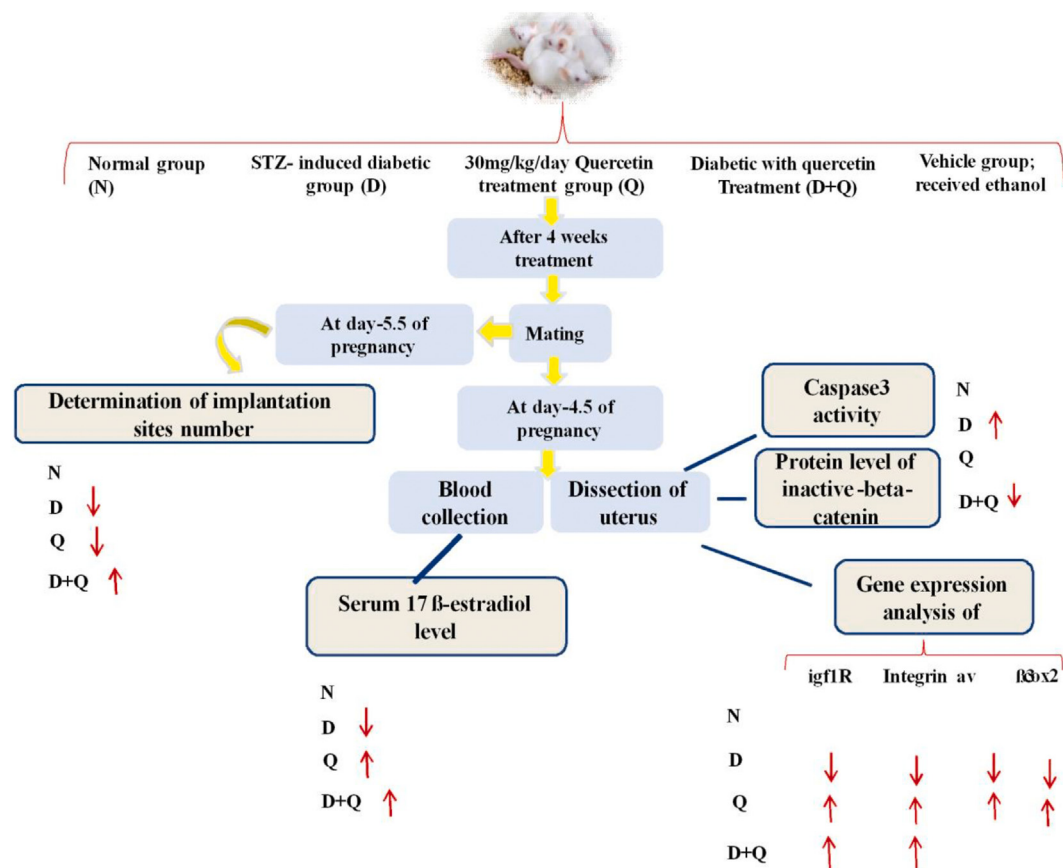 Normal group
(N)
STZ- induced diabetic
group (D)
30mg/kg/day Quercetin
treatment group (Q)
Diabetic with quercetin
Treatment (D+Q)
Vehicle group;
received ethanol
After 4 weeks
treatment
At day-5.5 of
pregnancy
Mating
Determination of implantation
sites number
At day-4.5 of
pregnancy
Caspase3
activity
Protein level of
inactive-beta-
catenin
N
D
Q
D+Q
Blood
collection
Dissection of
uterus
N
D
Q
D+Q
Serum 17 ß-estradiol
level
Gene expression
analysis of
N
D
Q
D+Q
igf1R
Integrin av
N
D
Q
D+Q